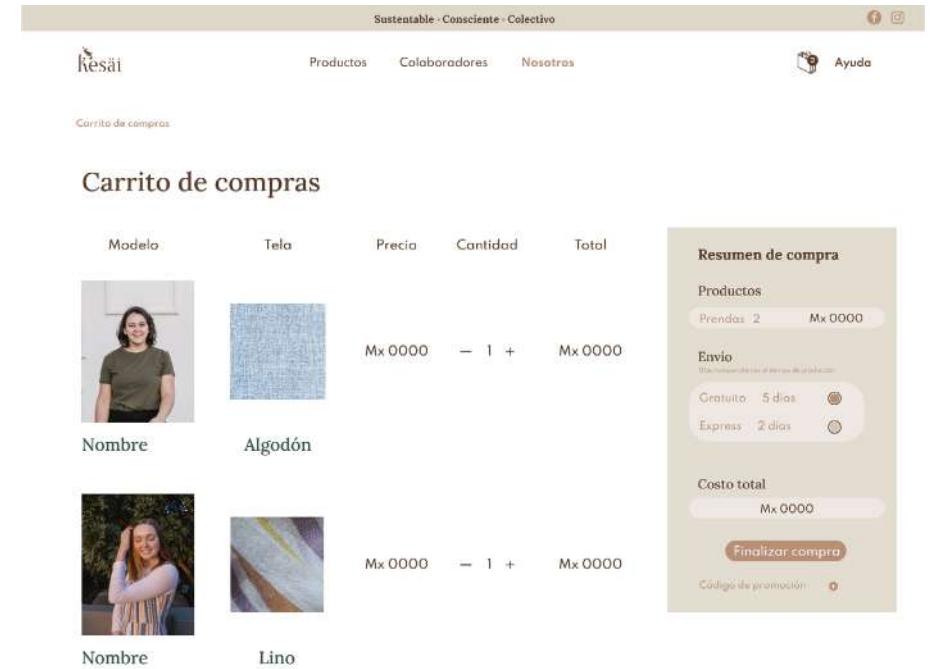 Sustentable · Consciente · Colectivo
Kesäi
Productos Colaboradores Nosotros
Ayuda
Carrito de compras
Carrito de compras
Modelo Tela Precio Cantidad Total
Mx 0000 — 1 + Mx 0000
Nombre Algodón
Mx 0000 — 1 + Mx 0000
Nombre Lino
Resumen de compra
Productos
Prendas 2 Mx 0000
Envío
Gratuito 5 días
Express 2 días
Costo total
Mx 0000
Finalizar compra
Código de promoción